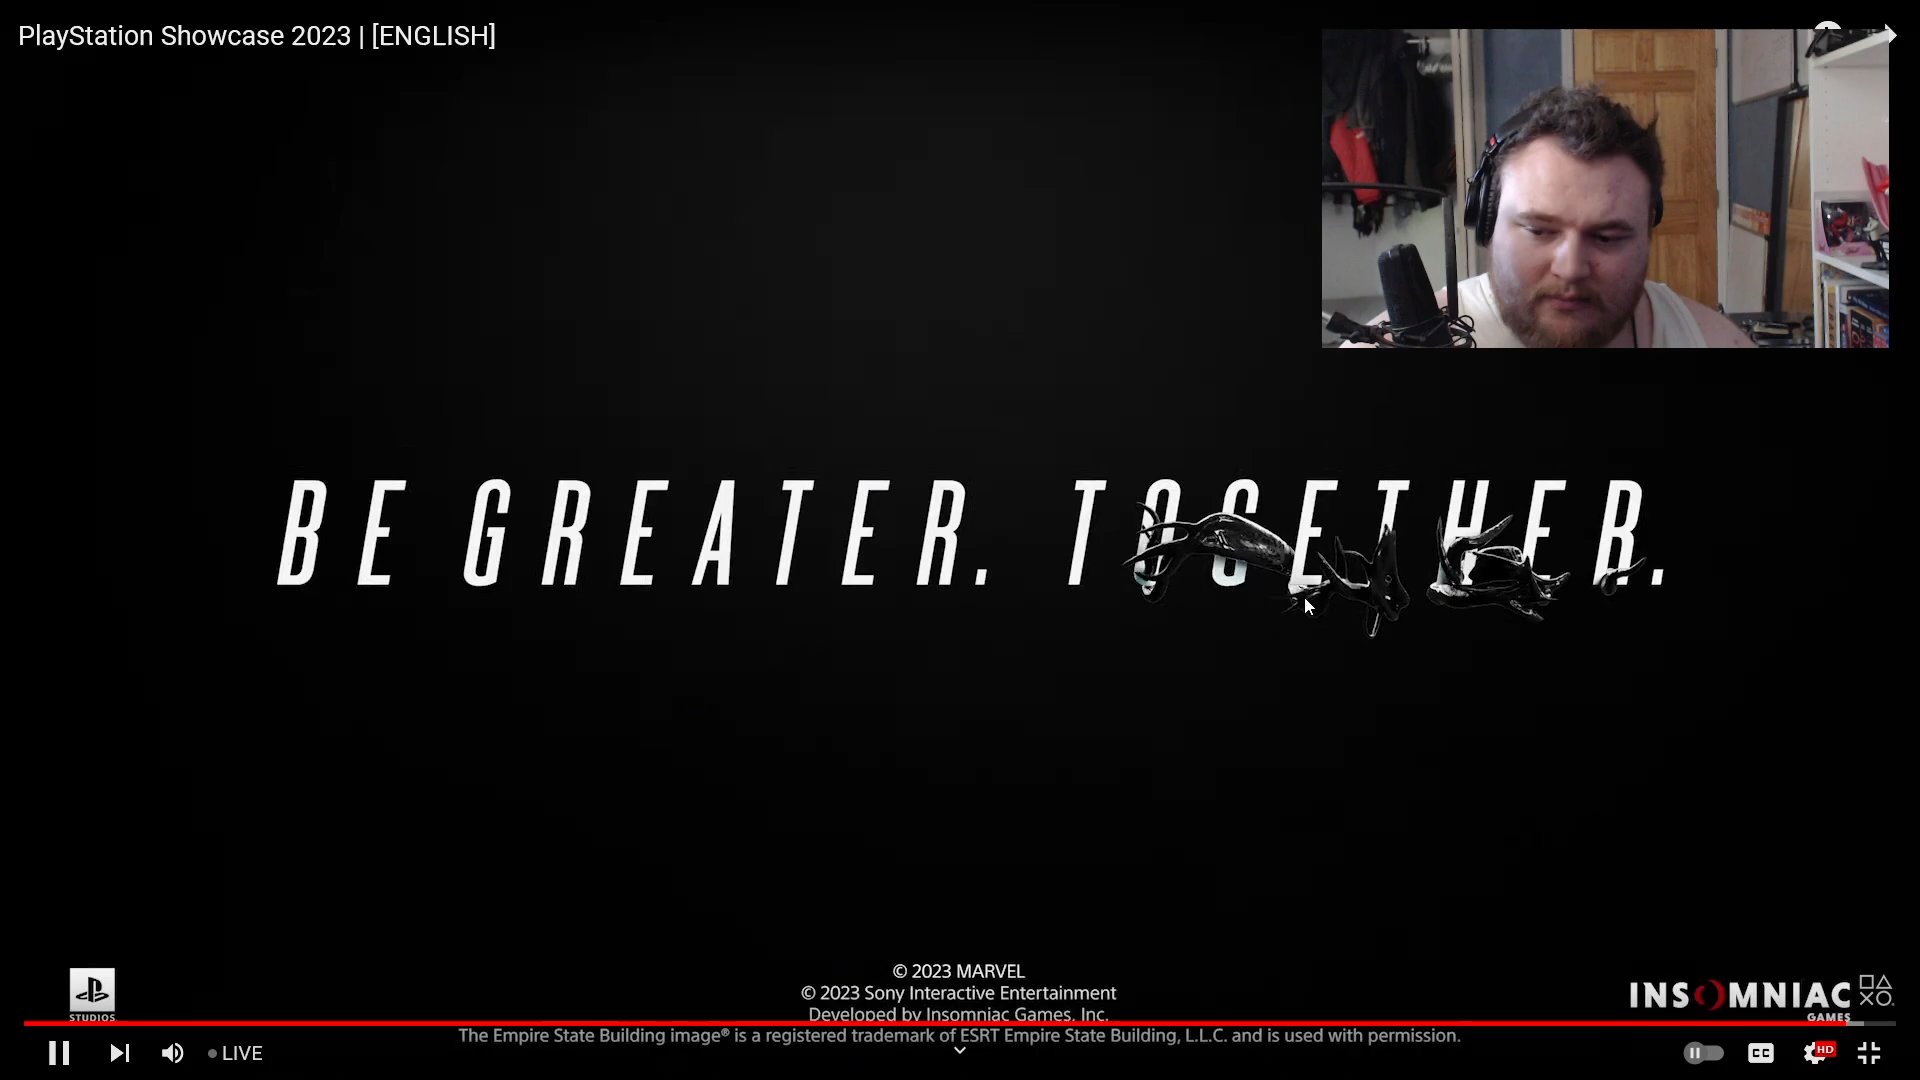 PlayStation Showcase 2023 | [ENGLISH]
BE GREATER. TOGETHER.
© 2023 MARVEL
© 2023 Sony Interactive Entertainment
Developed by Insomniac Games, Inc.
The Empire State Building image® is a registered trademark of ESRT Empire State Building, L.L.C. and is used with permission.
STUDIOS
INSOMNIAC
GAMES
LIVE
CC
HD